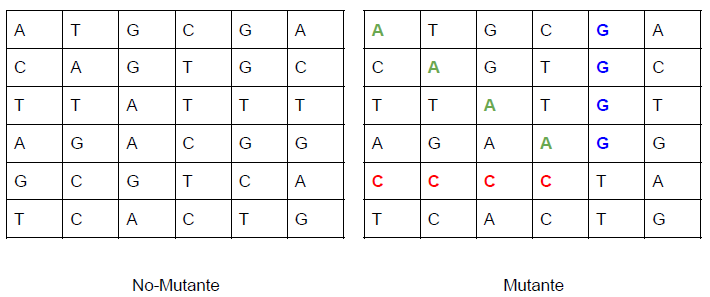 A T G C G A
C A G T G C
T T A T T T
A G A C G G
G C G T C A
T C A C T G
No-Mutante
A T G C G A
C A G T G C
T T A T G T
A G A A G G
C C C C T A
T C A C T G
Mutante